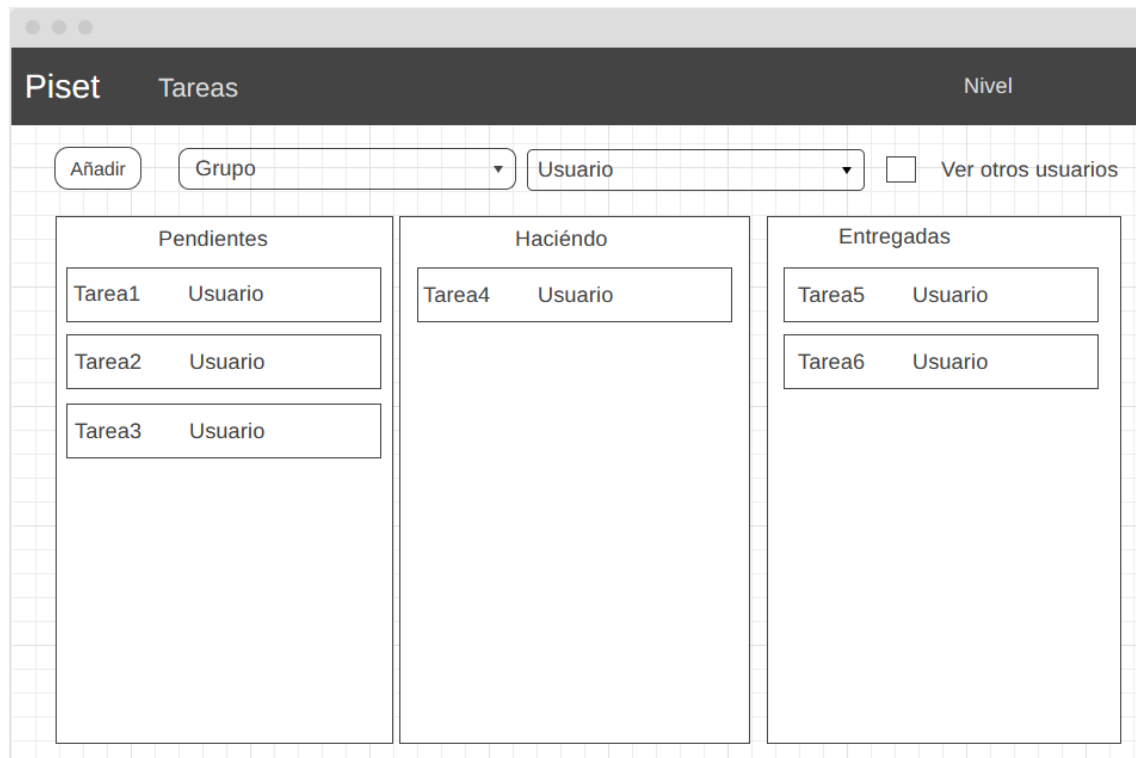 Piset Tareas Nivel
Añadir Grupo Usuario Ver otros usuarios
Pendientes Haciéndo Entregadas
Tarea1 Usuario Tarea4 Usuario Tarea5 Usuario
Tarea2 Usuario Tarea6 Usuario
Tarea3 Usuario